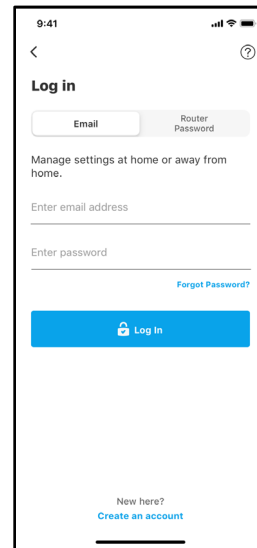 9:41
Log in
Email
Router
Password
Manage settings at home or away from
home.
Enter email address
Enter password
Forgot Password?
Log In
New here?
Create an account